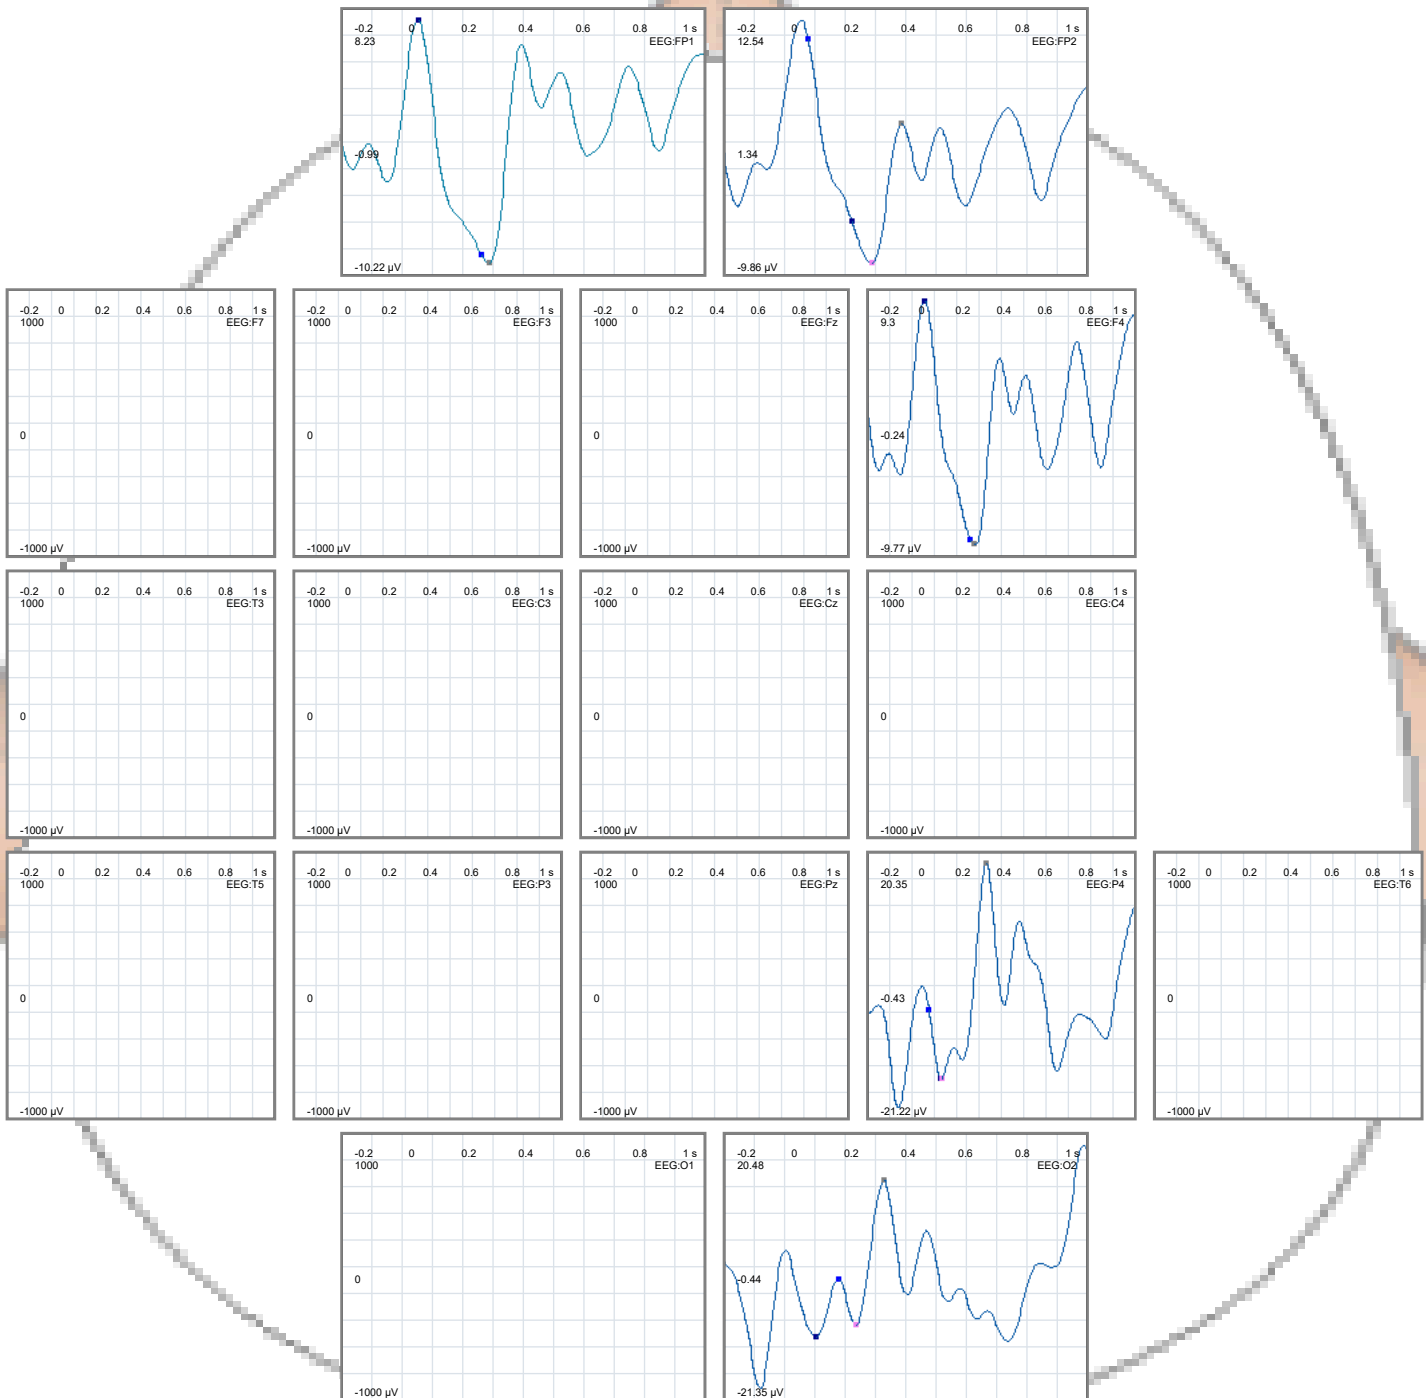 -0.2 0 0.2 0.4 0.6 0.8 1 s
8.23 EEG:FP1
-0.99
-10.22 µV
-0.2 0 0.2 0.4 0.6 0.8 1 s
12.54 EEG:FP2
1.34
-9.86 µV
-0.2 0 0.2 0.4 0.6 0.8 1 s
1000 EEG:F7
0
-1000 µV
-0.2 0 0.2 0.4 0.6 0.8 1 s
1000 EEG:F3
0
-1000 µV
-0.2 0 0.2 0.4 0.6 0.8 1 s
1000 EEG:Fz
0
-1000 µV
-0.2 0 0.2 0.4 0.6 0.8 1 s
9.3 EEG:F4
-0.24
-9.77 µV
-0.2 0 0.2 0.4 0.6 0.8 1 s
1000 EEG:T3
0
-1000 µV
-0.2 0 0.2 0.4 0.6 0.8 1 s
1000 EEG:C3
0
-1000 µV
-0.2 0 0.2 0.4 0.6 0.8 1 s
1000 EEG:Cz
0
-1000 µV
-0.2 0 0.2 0.4 0.6 0.8 1 s
1000 EEG:C4
0
-1000 µV
-0.2 0 0.2 0.4 0.6 0.8 1 s
1000 EEG:T5
0
-1000 µV
-0.2 0 0.2 0.4 0.6 0.8 1 s
1000 EEG:P3
0
-1000 µV
-0.2 0 0.2 0.4 0.6 0.8 1 s
1000 EEG:Pz
0
-1000 µV
-0.2 0 0.2 0.4 0.6 0.8 1 s
20.35 EEG:P4
-0.43
-21.22 µV
-0.2 0 0.2 0.4 0.6 0.8 1 s
1000 EEG:T6
0
-1000 µV
-0.2 0 0.2 0.4 0.6 0.8 1 s
1000 EEG:O1
0
-1000 µV
-0.2 0 0.2 0.4 0.6 0.8 1 s
20.48 EEG:O2
-0.44
-21.35 µV